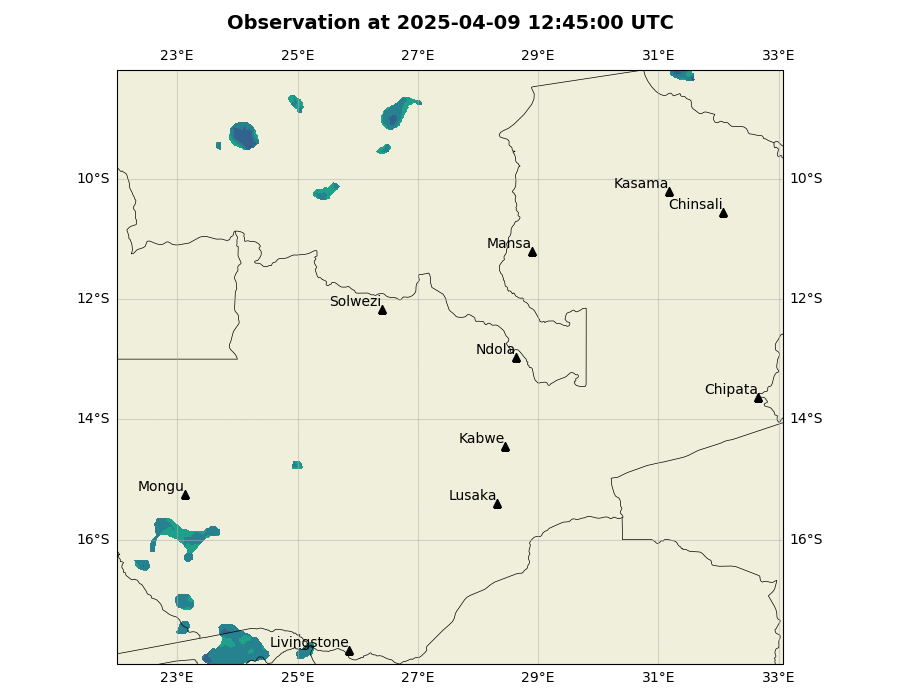 Observation at 2025-04-09 12:45:00 UTC
23°E 25°E 27°E 29°E 31°E 33°E
10°S 10°S
Kasama
Chinsali
Mansa
12°S 12°S
Solwezi
Ndola
Chipata
14°S 14°S
Kabwe
Mongu
Lusaka
16°S 16°S
Livingstone
23°E 25°E 27°E 29°E 31°E 33°E